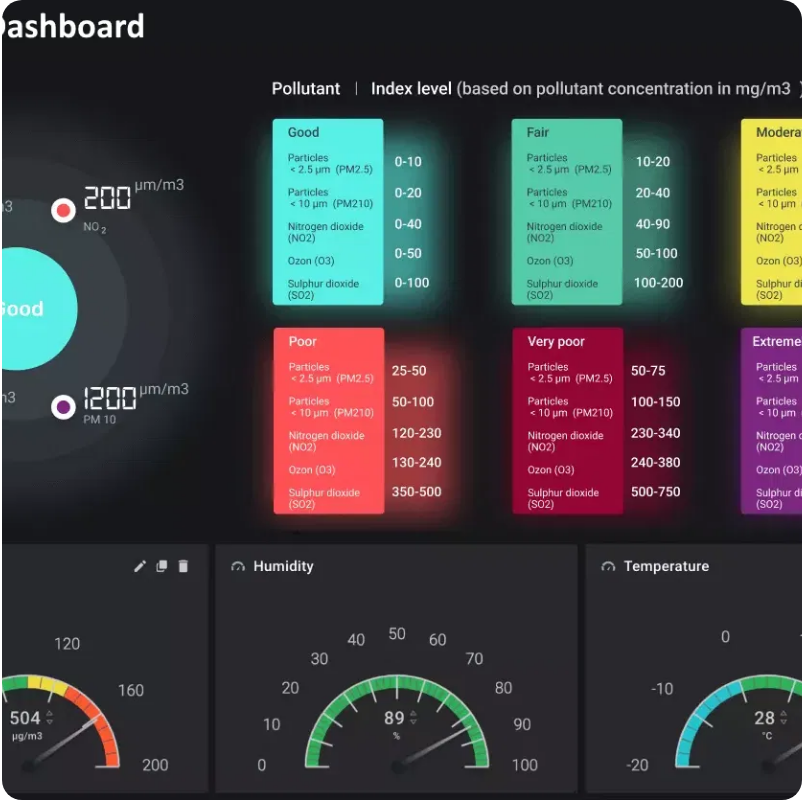 Dashboard
Pollutant | Index level (based on pollutant concentration in mg/m3 )
Good
Particles
< 2.5 µm (PM2.5)
0-10
Particles
< 10 µm (PM210)
0-20
Nitrogen dioxide
(NO2)
0-40
Ozon (O3)
0-50
Sulphur dioxide
(SO2)
0-100
Fair
Particles
< 2.5 µm (PM2.5)
10-20
Particles
< 10 µm (PM210)
20-40
Nitrogen dioxide
(NO2)
40-90
Ozon (O3)
50-100
Sulphur dioxide
(SO2)
100-200
Modera
Particles
< 2.5 µm
Particles
< 10 µm (
Nitrogen d
(NO2)
Ozon (O3)
Sulphur di
(SO2)
200 µm/m3
NO2
Good
1200 µm/m3
PM 10
Poor
Particles
< 2.5 µm (PM2.5)
25-50
Particles
< 10 µm (PM210)
50-100
Nitrogen dioxide
(NO2)
120-230
Ozon (O3)
130-240
Sulphur dioxide
(SO2)
350-500
Very poor
Particles
< 2.5 µm (PM2.5)
50-75
Particles
< 10 µm (PM210)
100-150
Nitrogen dioxide
(NO2)
230-340
Ozon (O3)
240-380
Sulphur dioxide
(SO2)
500-750
Extreme
Particles
< 2.5 µm
Particles
< 10 µm (
Nitrogen d
(NO2)
Ozon (O3)
Sulphur di
(SO2)
120
160
200
504
µg/m3
Humidity
0
10
20
30
40
50
60
70
80
90
100
89
%
Temperature
-20
-10
0
28
°C